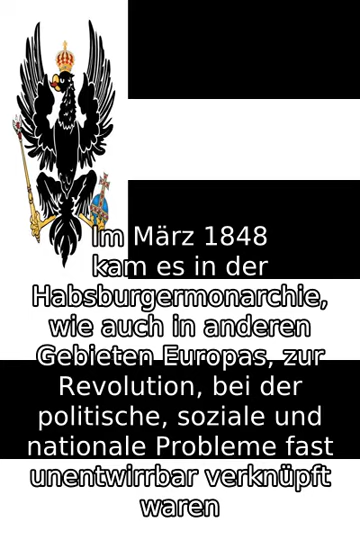 Im März 1848
kam es in der
Habsburgermonarchie,
wie auch in anderen
Gebieten Europas, zur
Revolution, bei der
politische, soziale und
nationale Probleme fast
unentwirrbar verknüpft
waren